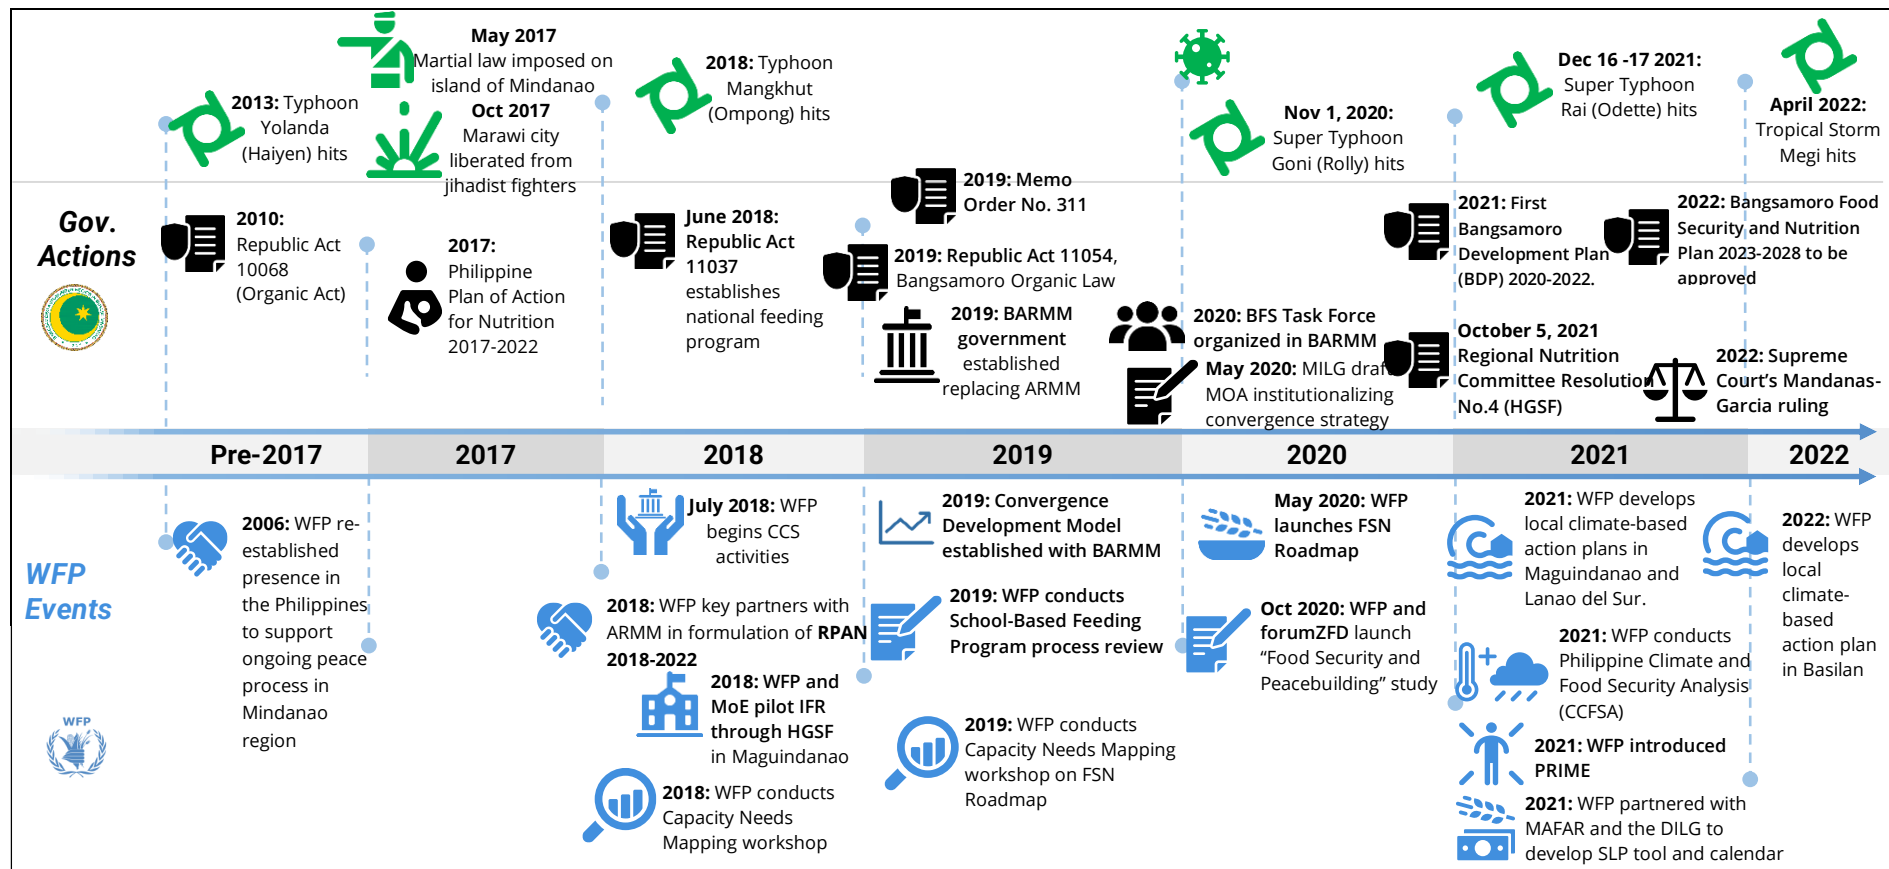 May 2017
Martial law imposed on
island of Mindanao
Oct 2017
Marawi city
liberated from
jihadist fighters
2013: Typhoon
Yolanda
(Haiyen) hits
2018: Typhoon
Mangkhut
(Ompong) hits
Nov 1, 2020:
Super Typhoon
Goni (Rolly) hits
Dec 16 -17 2021:
Super Typhoon
Rai (Odette) hits
April 2022:
Tropical Storm
Megi hits
Gov.
Actions
2010:
Republic Act
10068
(Organic Act)
2017:
Philippine
Plan of Action
for Nutrition
2017-2022
June 2018:
Republic Act
11037
establishes
national feeding
program
2019: Memo
Order No. 311
2019: Republic Act 11054,
Bangsamoro Organic Law
2019: BARMM
government
established
replacing ARMM
2020: BFS Task Force
organized in BARMM
May 2020: MILG draft
MOA institutionalizing
convergence strategy
2021: First
Bangsamoro
Development Plan
(BDP) 2020-2022.
October 5, 2021
Regional Nutrition
Committee Resolution
No.4 (HGSF)
2022: Bangsamoro Food
Security and Nutrition
Plan 2023-2028 to be
approved
2022: Supreme
Court's Mandanas-
Garcia ruling
Pre-2017
2017
2018
2019
2020
2021
2022
WFP
Events
WFP
2006: WFP re-
established
presence in
the Philippines
to support
ongoing peace
process in
Mindanao
region
July 2018: WFP
begins CCS
activities
2018: WFP key partners with
ARMM in formulation of RPAN
2018-2022
2018: WFP and
MoE pilot IFR
through HGSF
in Maguindanao
2018: WFP conducts
Capacity Needs
Mapping workshop
2019: Convergence
Development Model
established with BARMM
2019: WFP conducts
School-Based Feeding
Program process review
2019: WFP conducts
Capacity Needs Mapping
workshop on FSN
Roadmap
May 2020: WFP
launches FSN
Roadmap
Oct 2020: WFP and
forumZFD launch
“Food Security and
Peacebuilding” study
2021: WFP develops
local climate-based
action plans in
Maguindanao and
Lanao del Sur.
2021: WFP conducts
Philippine Climate and
Food Security Analysis
(CCFSA)
2021: WFP introduced
PRIME
2021: WFP partnered with
MAFAR and the DILG to
develop SLP tool and calendar
2022: WFP
develops
local
climate-
based
action plan
in Basilan